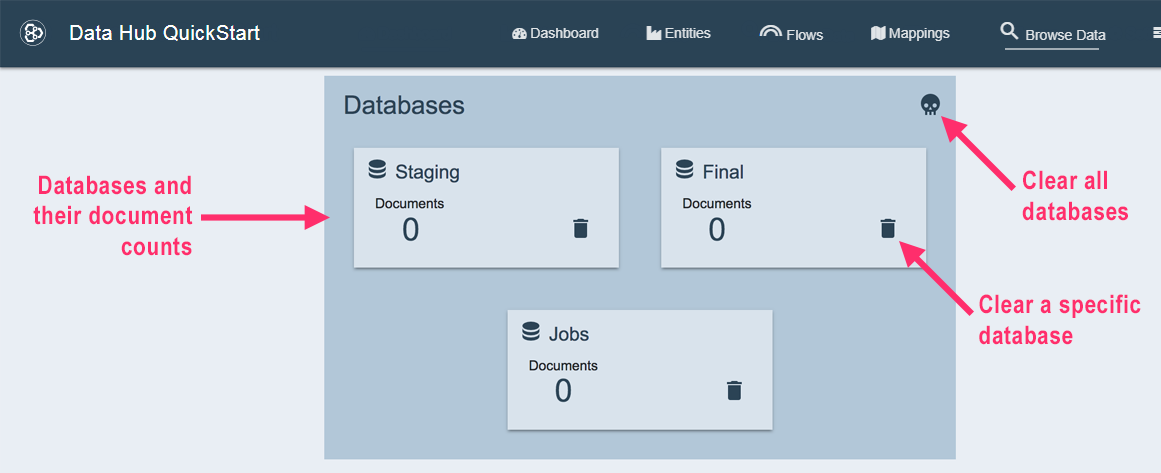 Data Hub QuickStart
Dashboard
Entities
Flows
Mappings
Browse Data
Databases
Staging
Documents
0
Final
Documents
0
Jobs
Documents
0
Databases and
their document
counts
Clear all
databases
Clear a specific
database